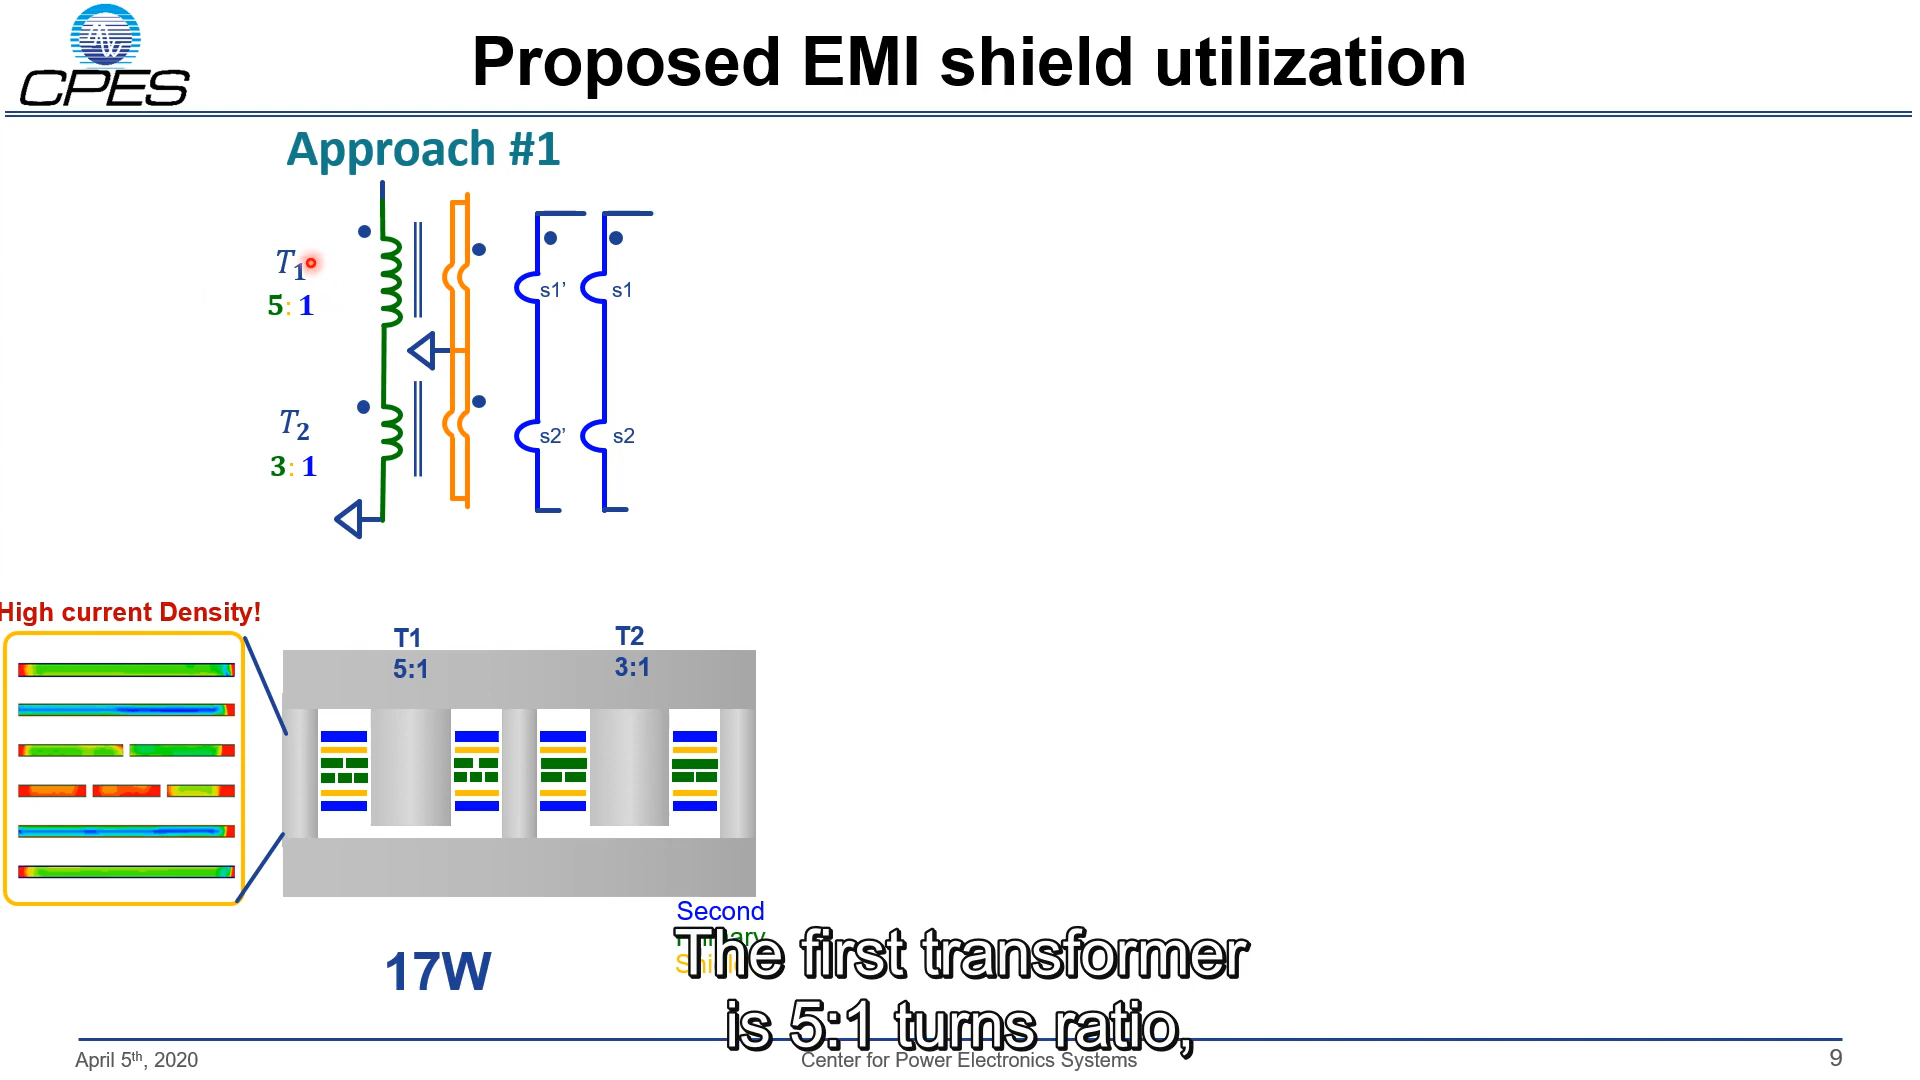 CPES
Proposed EMI shield utilization
Approach #1
T1
5: 1
s1’
s1
T2
3: 1
s2’
s2
High current Density!
T1
5:1
T2
3:1
Second
17W
The first transformer
is 5:1 turns ratio,
April 5th, 2020
Center for Power Electronics Systems
9